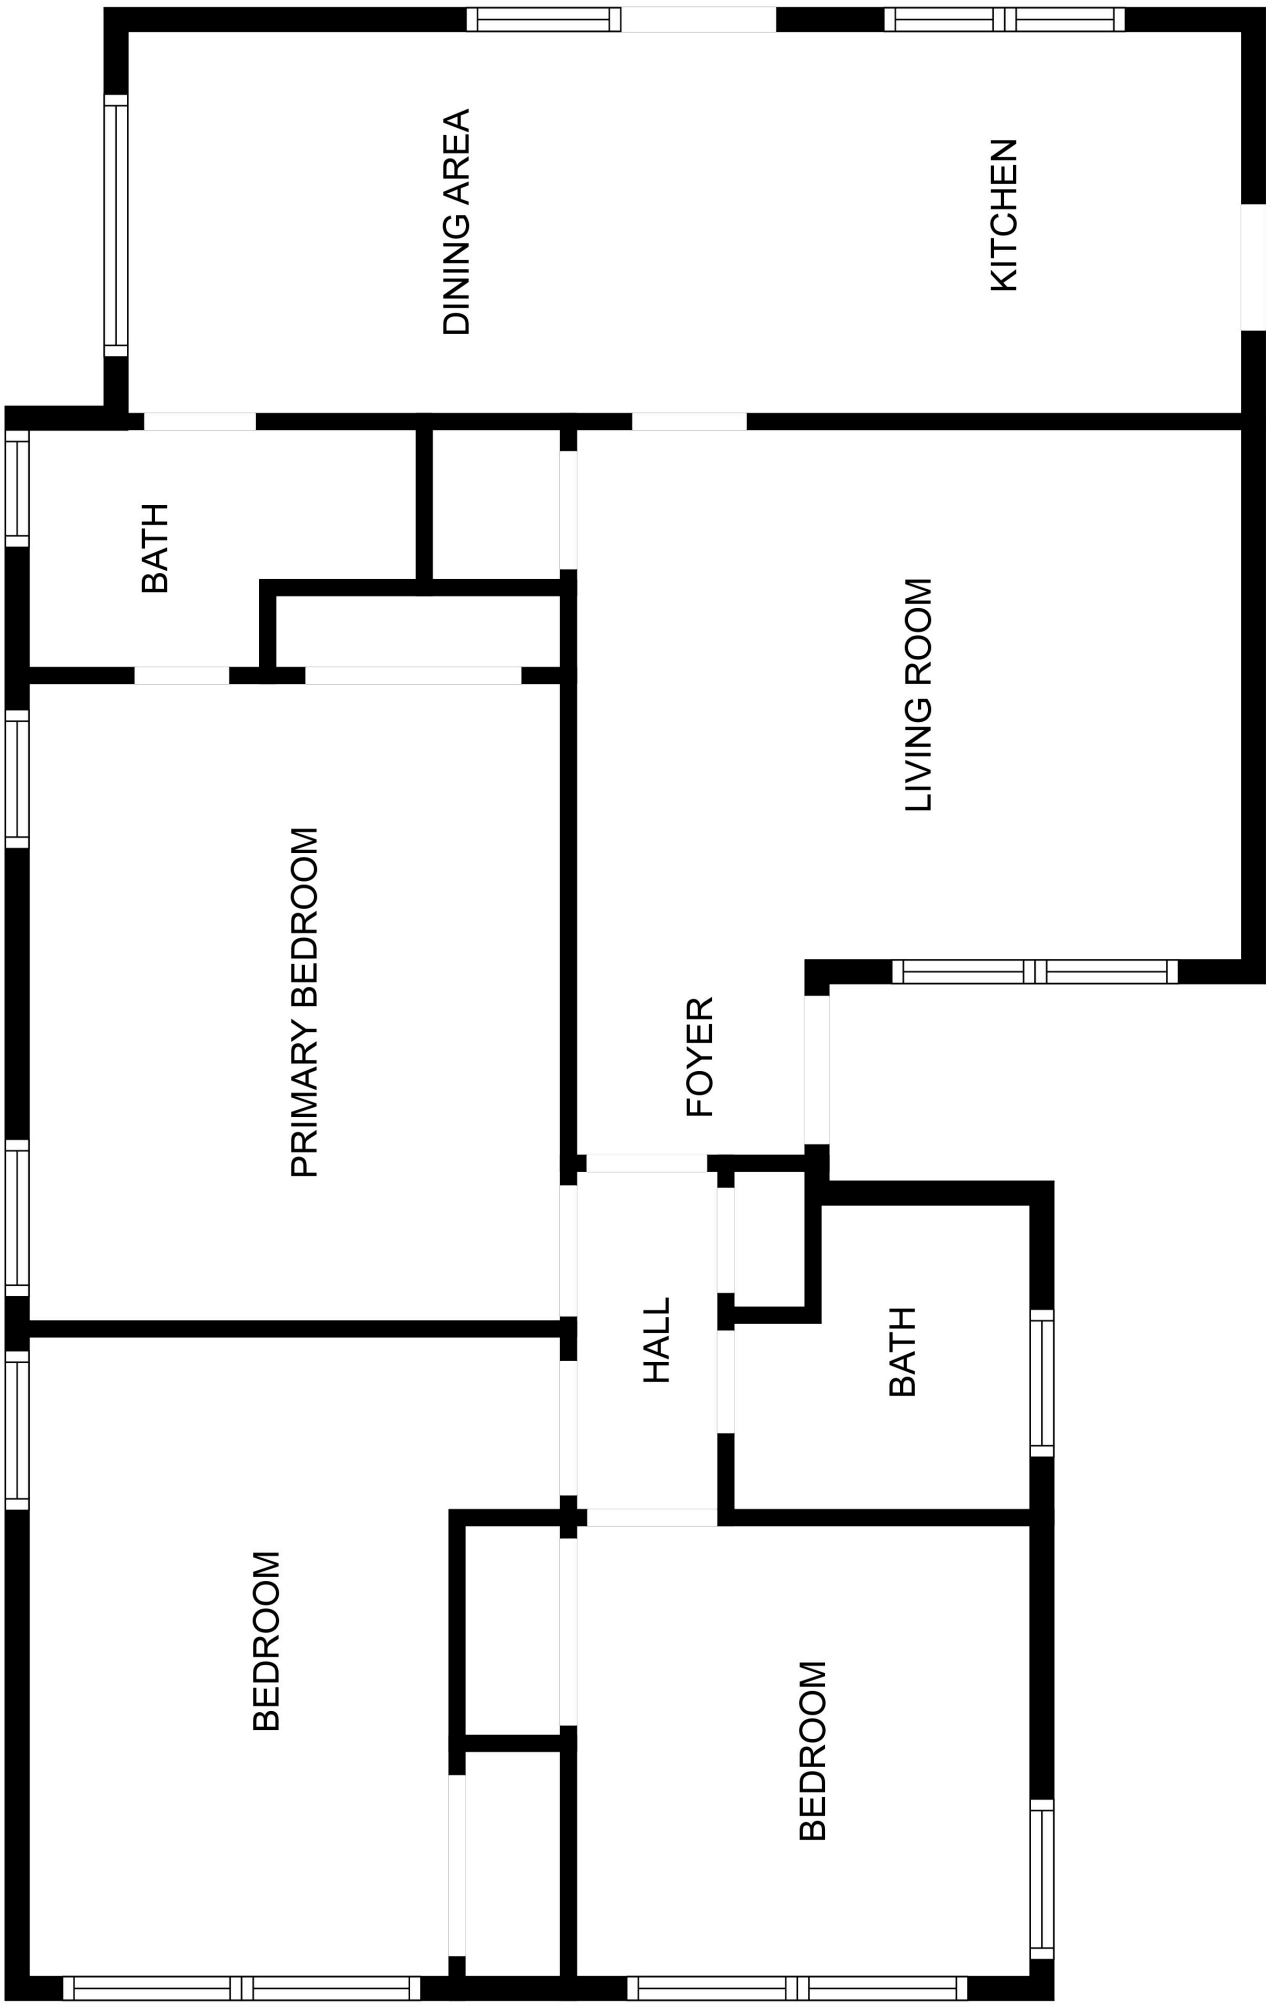 DINING AREA
KITCHEN
BATH
LIVING ROOM
PRIMARY BEDROOM
FOYER
HALL
BATH
BEDROOM
BEDROOM